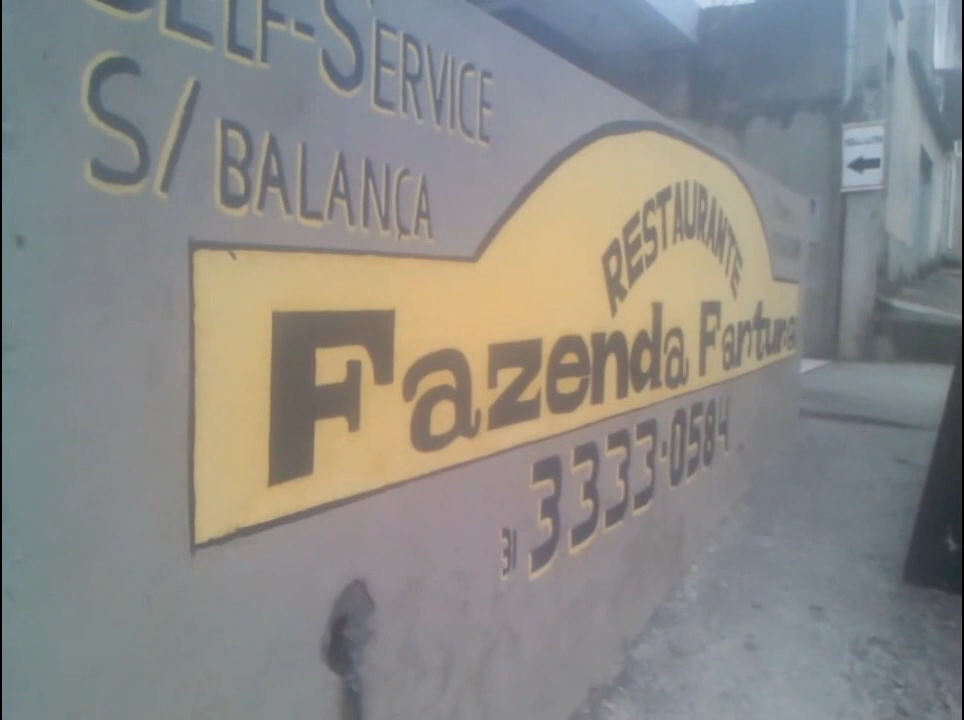 SELF-SERVICE
S/ BALANÇA
RESTAURANTE
Fazenda Fartura
31 3333-0584